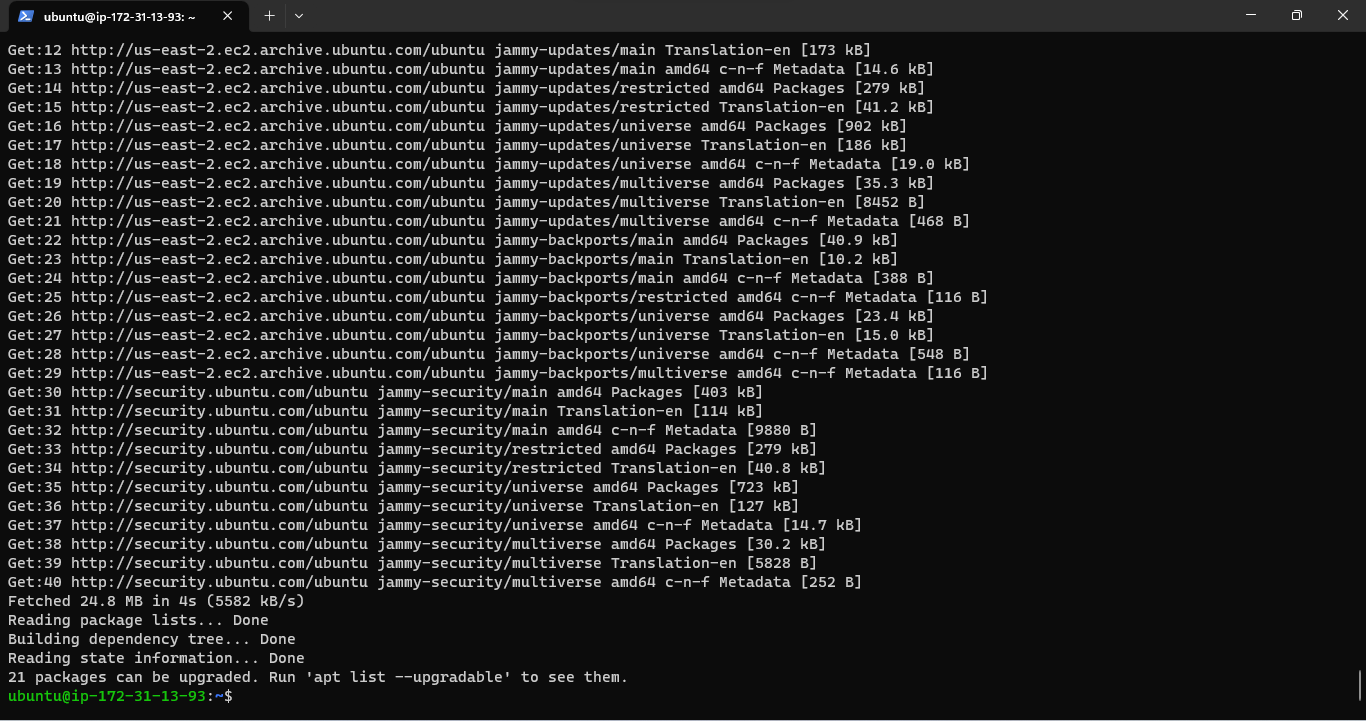 ubuntu@ip-172-31-13-93: ~
Get:12 http://us-east-2.ec2.archive.ubuntu.com/ubuntu jammy-updates/main Translation-en [173 kB]
Get:13 http://us-east-2.ec2.archive.ubuntu.com/ubuntu jammy-updates/main amd64 c-n-f Metadata [14.6 kB]
Get:14 http://us-east-2.ec2.archive.ubuntu.com/ubuntu jammy-updates/restricted amd64 Packages [279 kB]
Get:15 http://us-east-2.ec2.archive.ubuntu.com/ubuntu jammy-updates/restricted Translation-en [41.2 kB]
Get:16 http://us-east-2.ec2.archive.ubuntu.com/ubuntu jammy-updates/universe amd64 Packages [902 kB]
Get:17 http://us-east-2.ec2.archive.ubuntu.com/ubuntu jammy-updates/universe Translation-en [186 kB]
Get:18 http://us-east-2.ec2.archive.ubuntu.com/ubuntu jammy-updates/universe amd64 c-n-f Metadata [19.0 kB]
Get:19 http://us-east-2.ec2.archive.ubuntu.com/ubuntu jammy-updates/multiverse amd64 Packages [35.3 kB]
Get:20 http://us-east-2.ec2.archive.ubuntu.com/ubuntu jammy-updates/multiverse Translation-en [8452 B]
Get:21 http://us-east-2.ec2.archive.ubuntu.com/ubuntu jammy-updates/multiverse amd64 c-n-f Metadata [468 B]
Get:22 http://us-east-2.ec2.archive.ubuntu.com/ubuntu jammy-backports/main amd64 Packages [40.9 kB]
Get:23 http://us-east-2.ec2.archive.ubuntu.com/ubuntu jammy-backports/main Translation-en [10.2 kB]
Get:24 http://us-east-2.ec2.archive.ubuntu.com/ubuntu jammy-backports/main amd64 c-n-f Metadata [388 B]
Get:25 http://us-east-2.ec2.archive.ubuntu.com/ubuntu jammy-backports/restricted amd64 c-n-f Metadata [116 B]
Get:26 http://us-east-2.ec2.archive.ubuntu.com/ubuntu jammy-backports/universe amd64 Packages [23.4 kB]
Get:27 http://us-east-2.ec2.archive.ubuntu.com/ubuntu jammy-backports/universe Translation-en [15.0 kB]
Get:28 http://us-east-2.ec2.archive.ubuntu.com/ubuntu jammy-backports/universe amd64 c-n-f Metadata [548 B]
Get:29 http://us-east-2.ec2.archive.ubuntu.com/ubuntu jammy-backports/multiverse amd64 c-n-f Metadata [116 B]
Get:30 http://security.ubuntu.com/ubuntu jammy-security/main amd64 Packages [403 kB]
Get:31 http://security.ubuntu.com/ubuntu jammy-security/main Translation-en [114 kB]
Get:32 http://security.ubuntu.com/ubuntu jammy-security/main amd64 c-n-f Metadata [9880 B]
Get:33 http://security.ubuntu.com/ubuntu jammy-security/restricted amd64 Packages [279 kB]
Get:34 http://security.ubuntu.com/ubuntu jammy-security/restricted Translation-en [40.8 kB]
Get:35 http://security.ubuntu.com/ubuntu jammy-security/universe amd64 Packages [723 kB]
Get:36 http://security.ubuntu.com/ubuntu jammy-security/universe Translation-en [127 kB]
Get:37 http://security.ubuntu.com/ubuntu jammy-security/universe amd64 c-n-f Metadata [14.7 kB]
Get:38 http://security.ubuntu.com/ubuntu jammy-security/multiverse amd64 Packages [30.2 kB]
Get:39 http://security.ubuntu.com/ubuntu jammy-security/multiverse Translation-en [5828 B]
Get:40 http://security.ubuntu.com/ubuntu jammy-security/multiverse amd64 c-n-f Metadata [252 B]
Fetched 24.8 MB in 4s (5582 kB/s)
Reading package lists... Done
Building dependency tree... Done
Reading state information... Done
21 packages can be upgraded. Run 'apt list --upgradable' to see them.
ubuntu@ip-172-31-13-93:~$